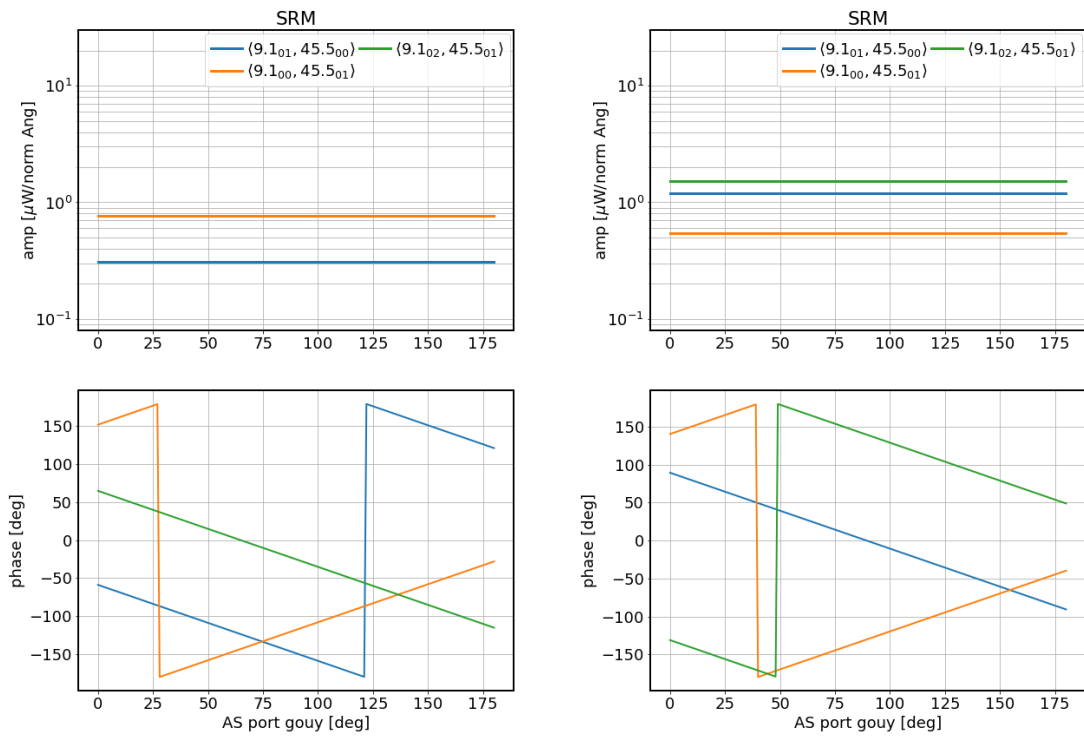 SRM
⟨9.1₀₁, 45.5₀₀⟩ ⟨9.1₀₂, 45.5₀₁⟩
⟨9.1₀₀, 45.5₀₁⟩
amp [μW/norm Ang]
10¹
10⁰
10⁻¹
0 25 50 75 100 125 150 175
SRM
⟨9.1₀₁, 45.5₀₀⟩ ⟨9.1₀₂, 45.5₀₁⟩
⟨9.1₀₀, 45.5₀₁⟩
amp [μW/norm Ang]
10¹
10⁰
10⁻¹
0 25 50 75 100 125 150 175
phase [deg]
150
100
50
0
−50
−100
−150
0 25 50 75 100 125 150 175
AS port gouy [deg]
phase [deg]
150
100
50
0
−50
−100
−150
0 25 50 75 100 125 150 175
AS port gouy [deg]